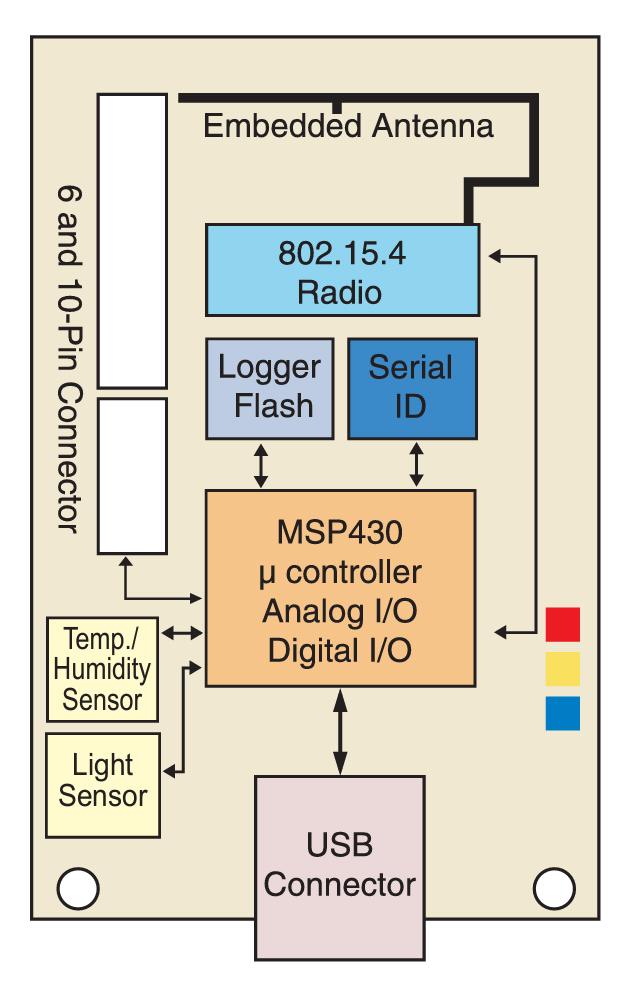 Embedded Antenna
6 and 10-Pin Connector
802.15.4
Radio
Logger
Flash
Serial
ID
MSP430
µ controller
Analog I/O
Digital I/O
Temp./
Humidity
Sensor
Light
Sensor
USB
Connector